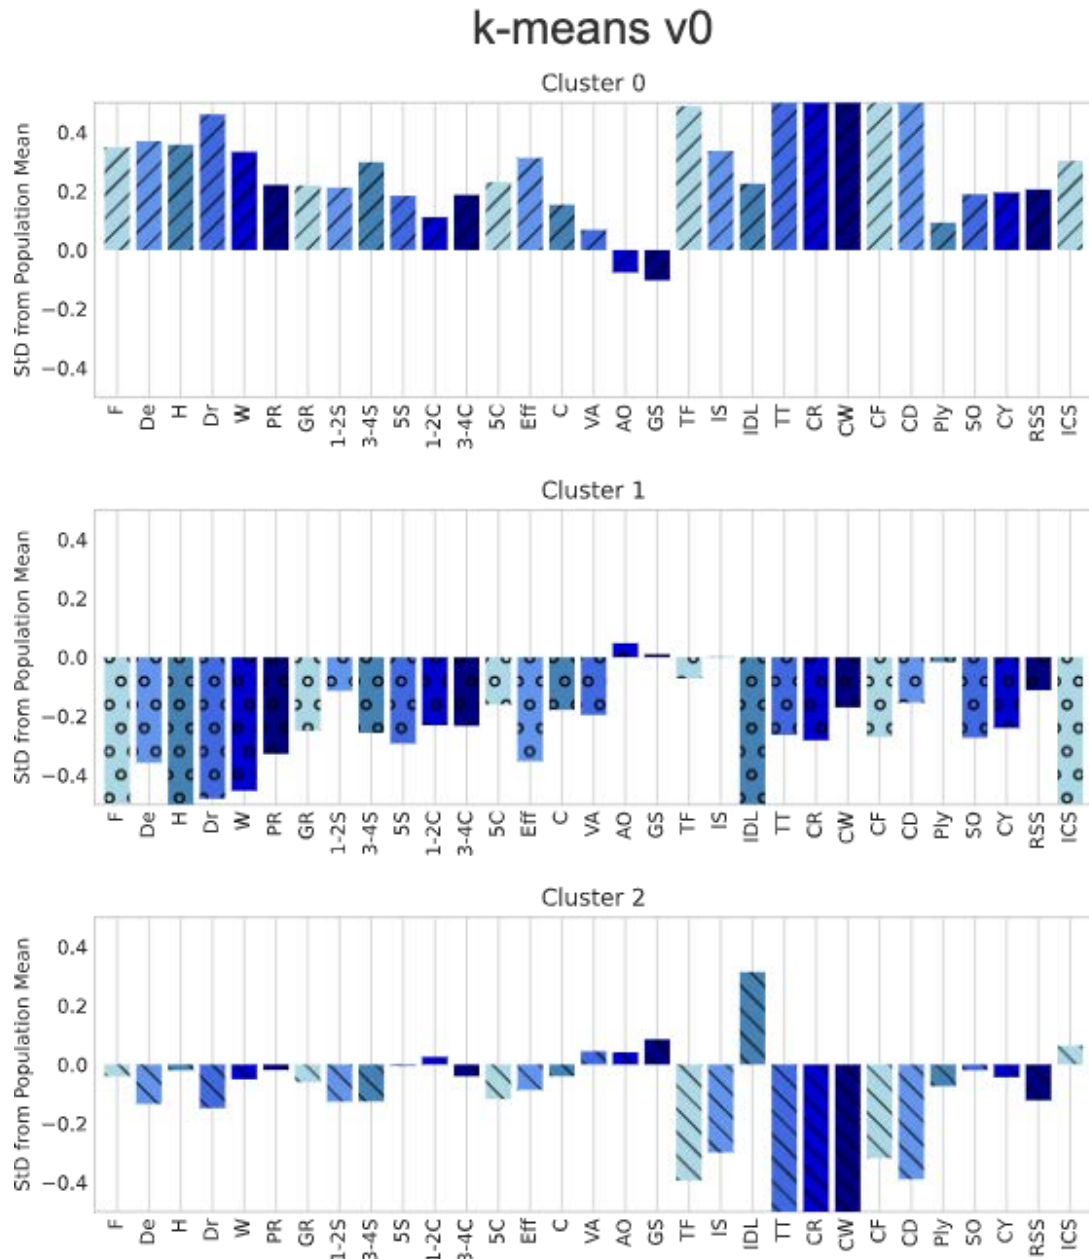 k-means v0
Cluster 0
StD from Population Mean
0.4
0.2
0.0
−0.2
−0.4
F De H Dr W PR GR 1-2S 3-4S 5S 1-2C 3-4C 5C Eff C VA AO GS TF IS IDL TT CR CW CF CD Ply SO CY RSS ICS
Cluster 1
StD from Population Mean
0.4
0.2
0.0
−0.2
−0.4
F De H Dr W PR GR 1-2S 3-4S 5S 1-2C 3-4C 5C Eff C VA AO GS TF IS IDL TT CR CW CF CD Ply SO CY RSS ICS
Cluster 2
StD from Population Mean
0.4
0.2
0.0
−0.2
−0.4
F De H Dr W PR GR 1-2S 3-4S 5S 1-2C 3-4C 5C Eff C VA AO GS TF IS IDL TT CR CW CF CD Ply SO CY RSS ICS